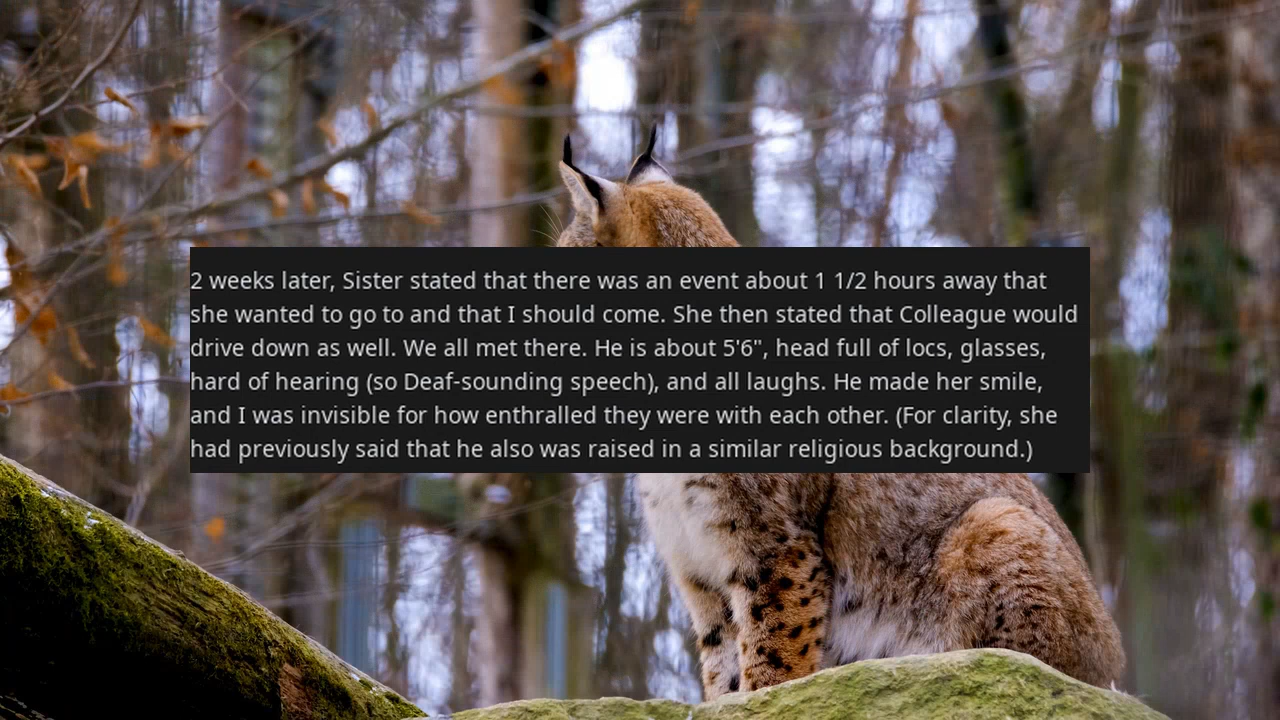 2 weeks later, Sister stated that there was an event about 1 1/2 hours away that
she wanted to go to and that I should come. She then stated that Colleague would
drive down as well. We all met there. He is about 5'6", head full of locs, glasses,
hard of hearing (so Deaf-sounding speech), and all laughs. He made her smile,
and I was invisible for how enthralled they were with each other. (For clarity, she
had previously said that he also was raised in a similar religious background.)